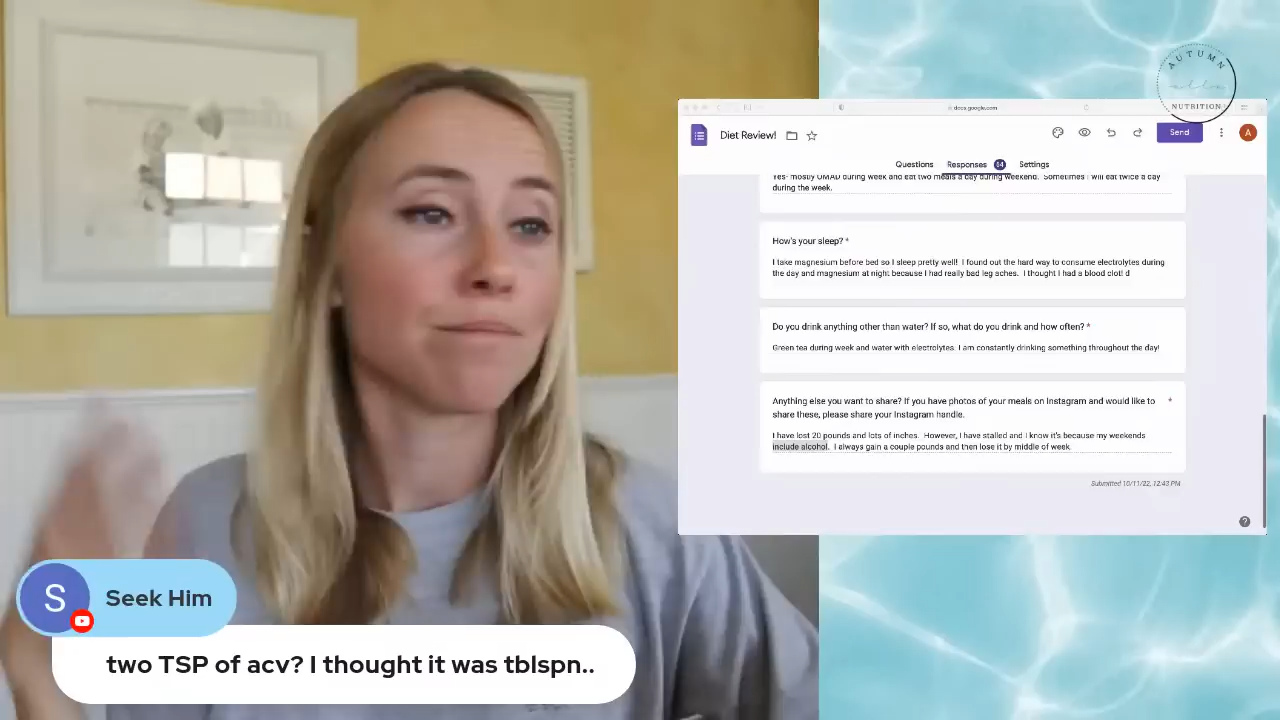 AUTUMN
elle
NUTRITION
docs.google.com
Diet Review!
Send
A
Questions
Responses
64
Settings
Yes- mostly OMAD during week and eat two meals a day during weekend. Sometimes I will eat twice a day
during the week.
How's your sleep? *
I take magnesium before bed so I sleep pretty well! I found out the hard way to consume electrolytes during
the day and magnesium at night because I had really bad leg aches. I thought I had a blood clot! d
Do you drink anything other than water? If so, what do you drink and how often? *
Green tea during week and water with electrolytes. I am constantly drinking something throughout the day!
Anything else you want to share? If you have photos of your meals on Instagram and would like to *
share these, please share your Instagram handle.
I have lost 20 pounds and lots of inches. However, I have stalled and I know it's because my weekends
include alcohol. I always gain a couple pounds and then lose it by middle of week.
Submitted 10/11/22, 12:43 PM
S
Seek Him
two TSP of acv? I thought it was tblspn..